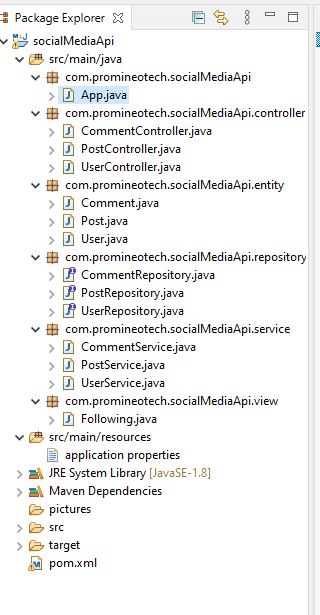 Package Explorer
socialMediaApi
src/main/java
com.promineotech.socialMediaApi
App.java
com.promineotech.socialMediaApi.controller
CommentController.java
PostController.java
UserController.java
com.promineotech.socialMediaApi.entity
Comment.java
Post.java
User.java
com.promineotech.socialMediaApi.repository
CommentRepository.java
PostRepository.java
UserRepository.java
com.promineotech.socialMediaApi.service
CommentService.java
PostService.java
UserService.java
com.promineotech.socialMediaApi.view
Following.java
src/main/resources
application properties
JRE System Library [JavaSE-1.8]
Maven Dependencies
pictures
src
target
pom.xml